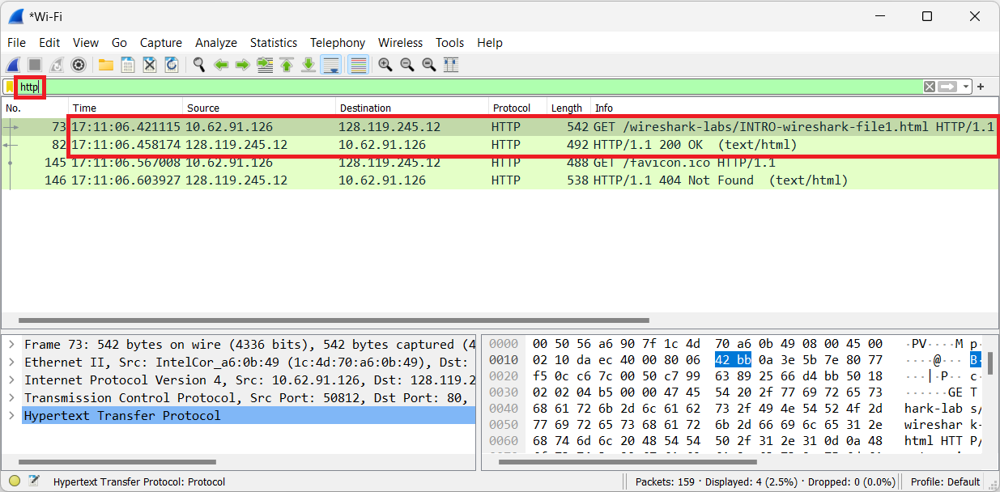 *Wi-Fi
File Edit View Go Capture Analyze Statistics Telephony Wireless Tools Help
http
No. Time Source Destination Protocol Length Info
73 17:11:06.421115 10.62.91.126 128.119.245.12 HTTP 542 GET /wireshark-labs/INTRO-wireshark-file1.html HTTP/1.1
82 17:11:06.458174 128.119.245.12 10.62.91.126 HTTP 492 HTTP/1.1 200 OK (text/html)
145 17:11:06.567008 10.62.91.126 128.119.245.12 HTTP 488 GET /favicon.ico HTTP/1.1
146 17:11:06.603927 128.119.245.12 10.62.91.126 HTTP 538 HTTP/1.1 404 Not Found (text/html)
Frame 73: 542 bytes on wire (4336 bits), 542 bytes captured (4
Ethernet II, Src: IntelCor_a6:0b:49 (1c:4d:70:a6:0b:49), Dst:
Internet Protocol Version 4, Src: 10.62.91.126, Dst: 128.119.2
Transmission Control Protocol, Src Port: 50812, Dst Port: 80,
Hypertext Transfer Protocol
0000 00 50 56 a6 90 7f 1c 4d 70 a6 0b 49 08 00 45 00 ·PV····M p·
0010 02 10 da ec 40 00 80 06 42 bb 0a 3e 5b 7e 80 77 ····@··· B·
0020 f5 0c c6 7c 00 50 c7 99 63 89 25 66 d4 bb 50 18 ···|·P·· c·
0030 02 02 04 b5 00 00 47 45 54 20 2f 77 69 72 65 73 ······GE T
0040 68 61 72 6b 2d 6c 61 62 73 2f 49 4e 54 52 4f 2d hark-lab s/
0050 77 69 72 65 73 68 61 72 6b 2d 66 69 6c 65 31 2e wireshar k-
0060 68 74 6d 6c 20 48 54 54 50 2f 31 2e 31 0d 0a 48 html HTT P/
Hypertext Transfer Protocol: Protocol Packets: 159 · Displayed: 4 (2.5%) · Dropped: 0 (0.0%) Profile: Default